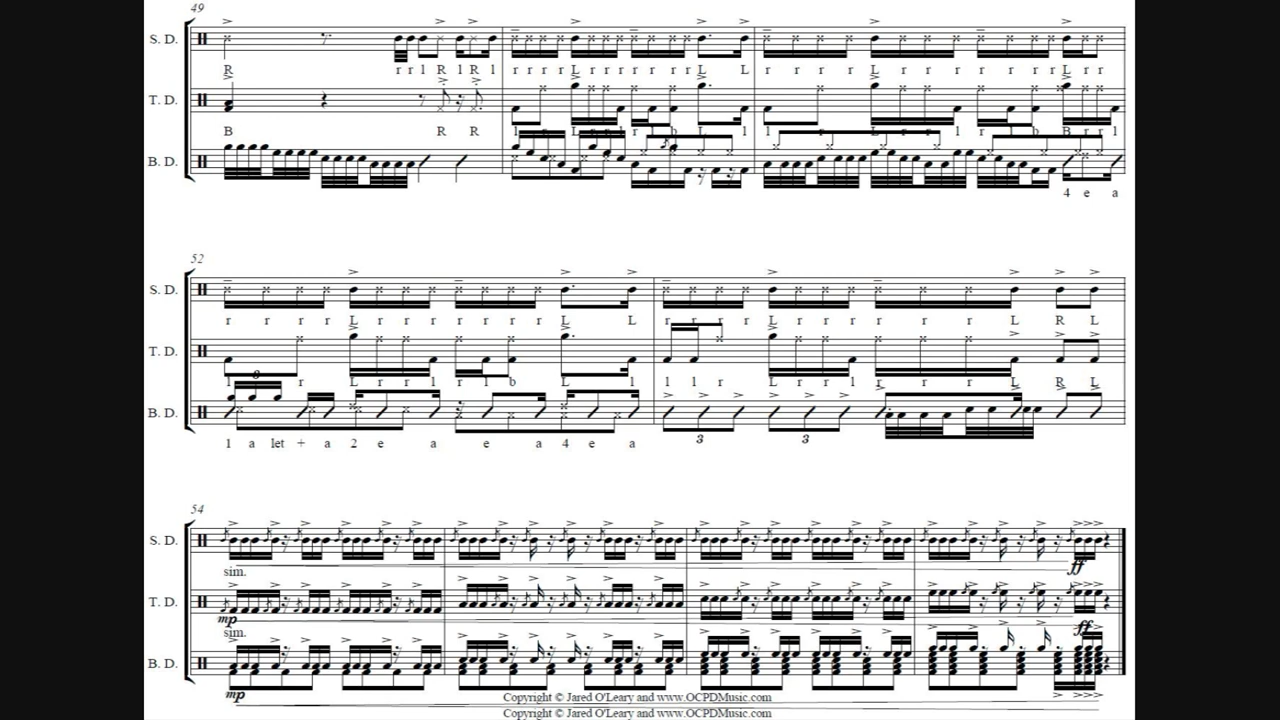 49
S. D.
R r r l R l R l r r r r L r r r r r r L L r r r r L r r r r r r L r r
T. D.
B R R l r L r r l r l b L l l r L r r l r l b B r r l
B. D.
4 e a
52
S. D.
r r r r L r r r r r r r L L r r r r L r r r r r r L R L
T. D.
l r L r r l r l b L l l l r L r r l r r r L R L
6
B. D.
3 3
1 a let + a 2 e a e a 4 e a
54
S. D.
sim. ff
T. D.
mp
sim. ff
B. D.
mp
Copyright © Jared O'Leary and www.OCPDMusic.com
Copyright © Jared O'Leary and www.OCPDMusic.com